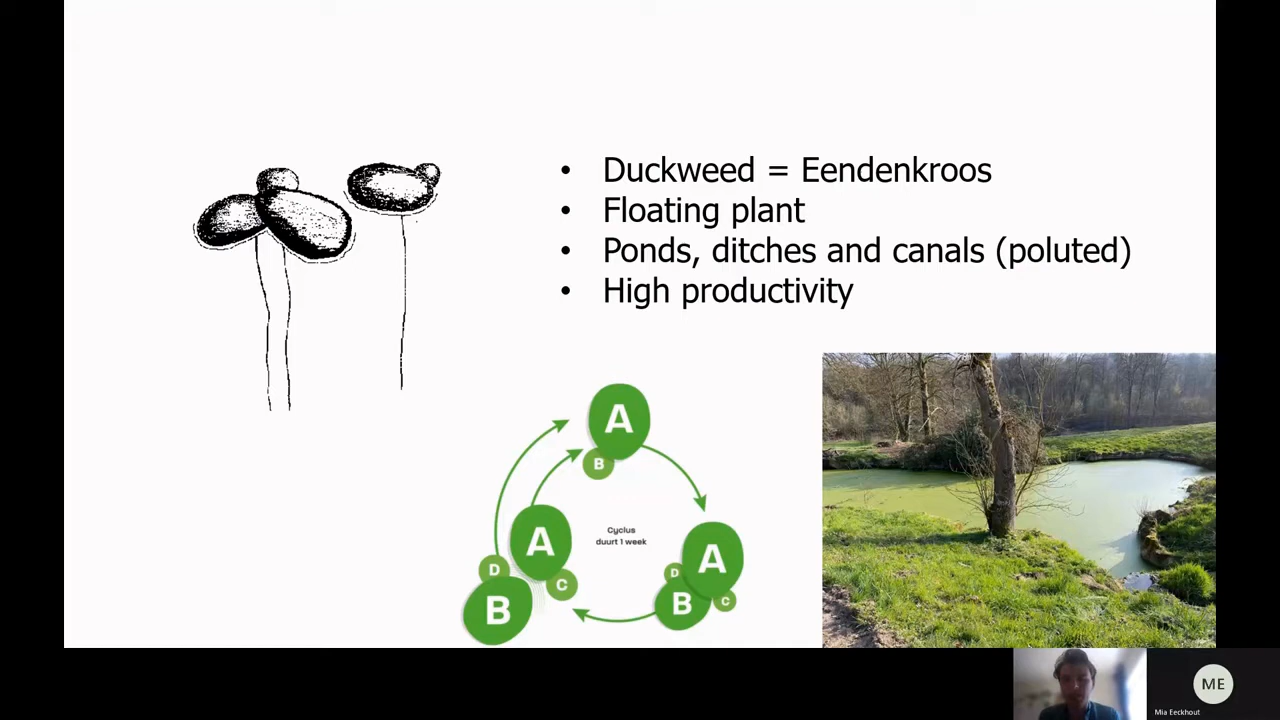 Duckweed = Eendenkroos
Floating plant
Ponds, ditches and canals (poluted)
High productivity
A
B
Cyclus
duurt 1 week
A
D
B
C
A
D
C
B
ME
Mia Eeckhout